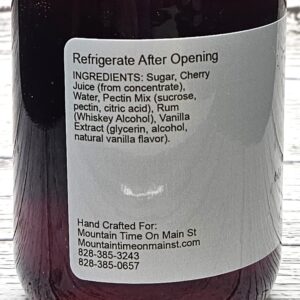 Refrigerate After Opening
INGREDIENTS: Sugar, Cherry
Juice (from concentrate),
Water, Pectin Mix (sucrose,
pectin, citric acid), Rum
(Whiskey Alcohol), Vanilla
Extract (glycerin, alcohol,
natural vanilla flavor).
Hand Crafted For:
Mountain Time On Main St
Mountaintimeonmainst.com
828-385-3243
828-385-0657